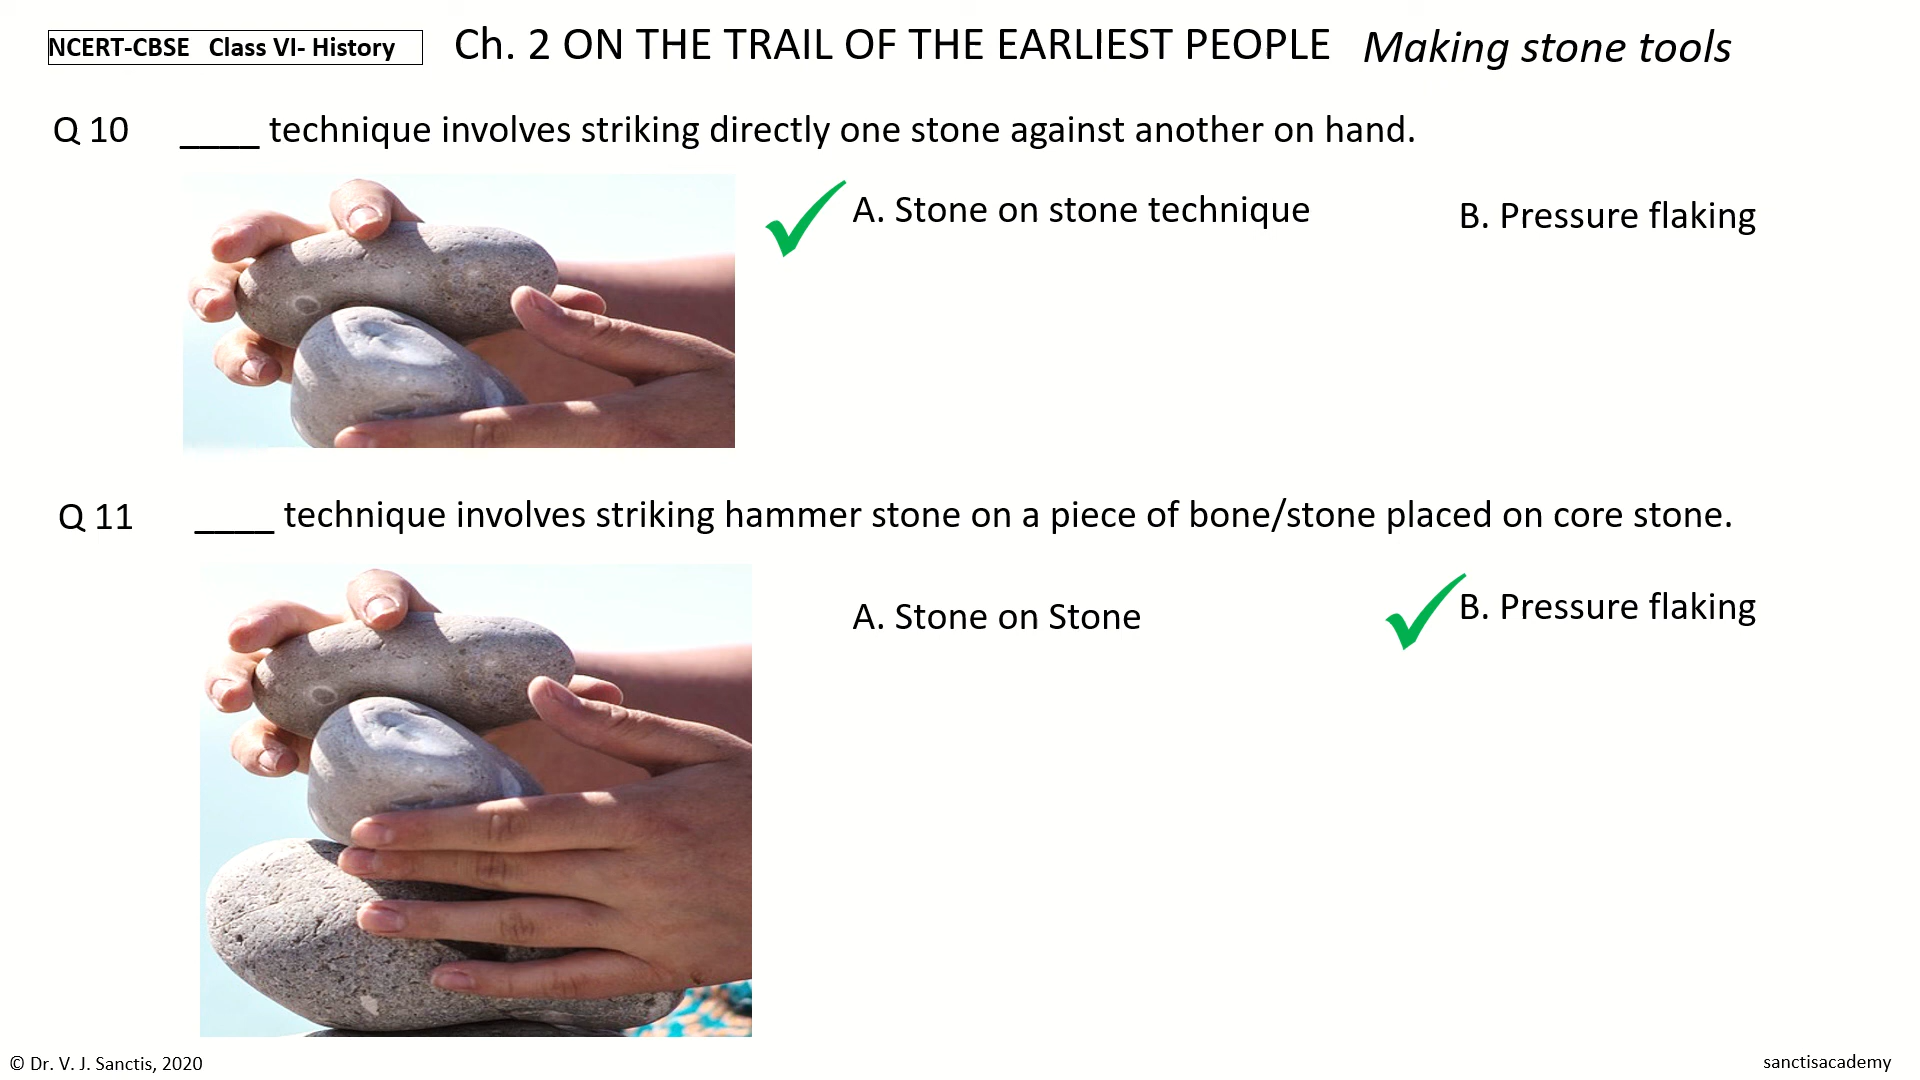 NCERT-CBSE Class VI- History
Ch. 2 ON THE TRAIL OF THE EARLIEST PEOPLE Making stone tools
Q 10 ____ technique involves striking directly one stone against another on hand.
A. Stone on stone technique
B. Pressure flaking
Q 11 ____ technique involves striking hammer stone on a piece of bone/stone placed on core stone.
A. Stone on Stone
B. Pressure flaking
© Dr. V. J. Sanctis, 2020
sanctisacademy